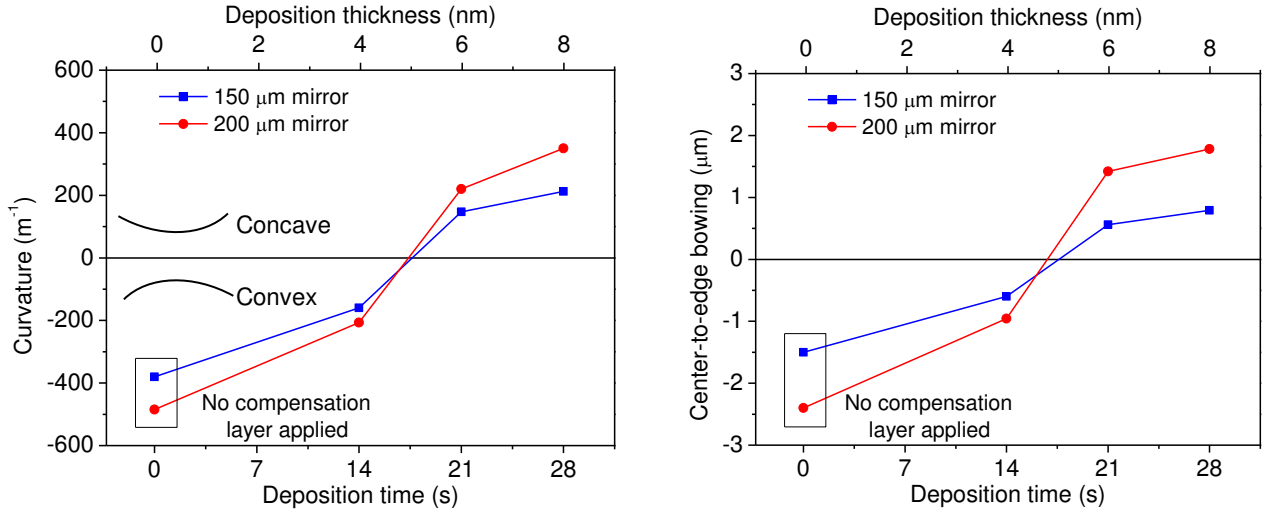 Deposition thickness (nm)
0 2 4 6 8
600
400
200
0
-200
-400
-600
Curvature (m⁻¹)
150 μm mirror
200 μm mirror
Concave
Convex
No compensation
layer applied
0 7 14 21 28
Deposition time (s)
Deposition thickness (nm)
0 2 4 6 8
3
2
1
0
-1
-2
-3
Center-to-edge bowing (μm)
150 μm mirror
200 μm mirror
No compensation
layer applied
0 7 14 21 28
Deposition time (s)